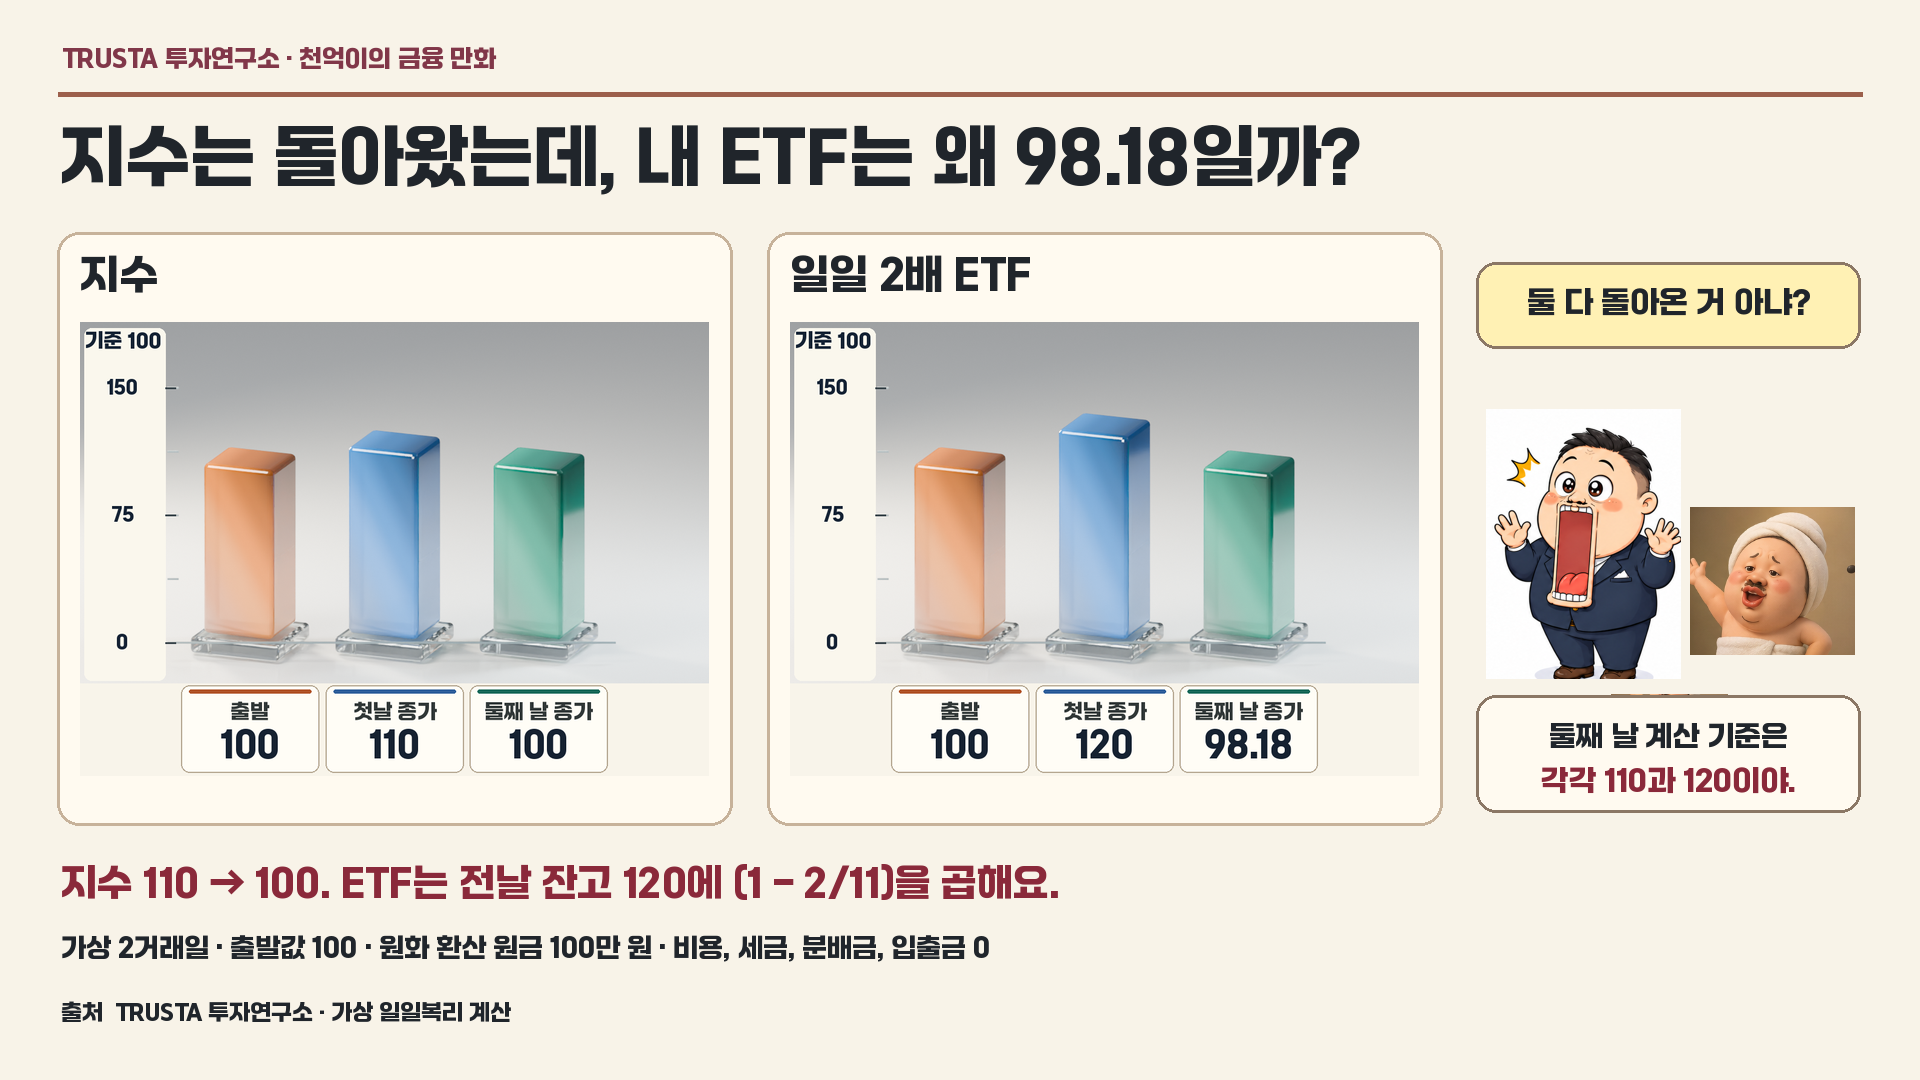 TRUSTA 투자연구소 · 천억이의 금융 만화
지수는 돌아왔는데, 내 ETF는 왜 98.18일까?
지수
기준 100
150
75
0
출발
100
첫날 종가
110
둘째 날 종가
100
일일 2배 ETF
기준 100
150
75
0
출발
100
첫날 종가
120
둘째 날 종가
98.18
둘 다 돌아온 거 아냐?
둘째 날 계산 기준은
각각 110과 120이야.
지수 110 → 100. ETF는 전날 잔고 120에 (1 − 2/11)을 곱해요.
가상 2거래일 · 출발값 100 · 원화 환산 원금 100만 원 · 비용, 세금, 분배금, 입출금 0
출처 TRUSTA 투자연구소 · 가상 일일복리 계산